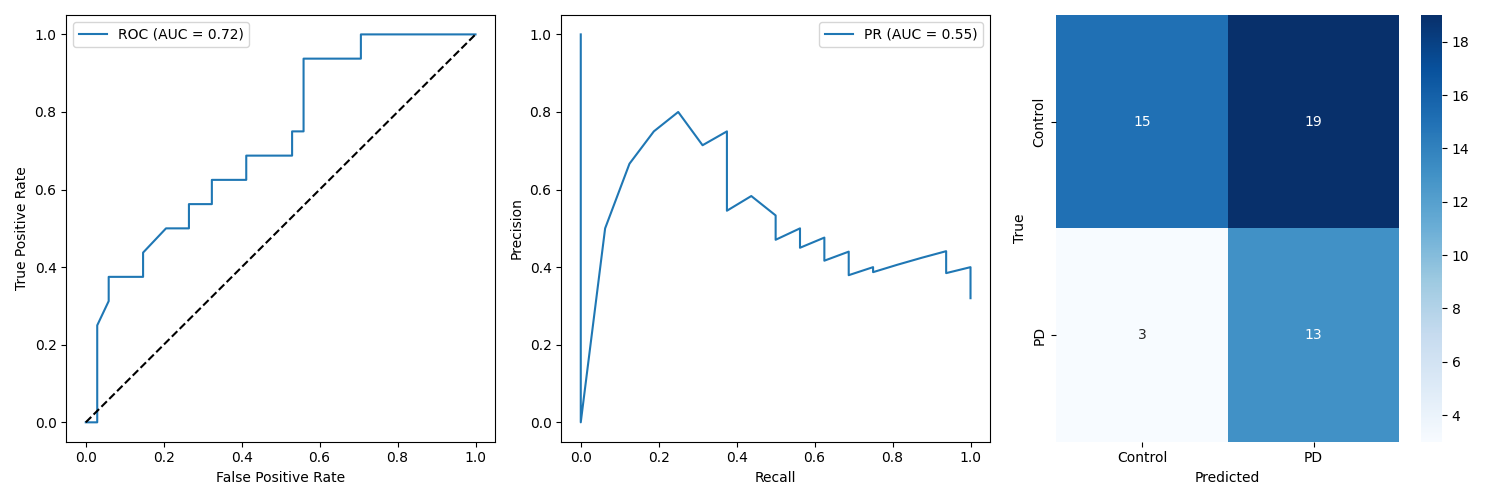 ROC (AUC = 0.72)
1.0
0.8
0.6
0.4
0.2
0.0
True Positive Rate
0.0 0.2 0.4 0.6 0.8 1.0
False Positive Rate
PR (AUC = 0.55)
1.0
0.8
0.6
0.4
0.2
0.0
Precision
0.0 0.2 0.4 0.6 0.8 1.0
Recall
True
Control
PD
15 19
3 13
Control PD
Predicted
18
16
14
12
10
8
6
4